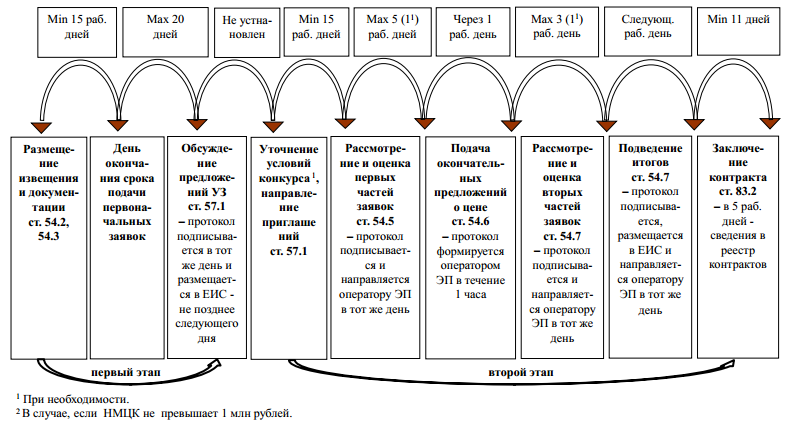 Min 15 раб.
дней
Max 20
дней
Не устна-
новлен
Min 15
раб. дней
Max 5 (1¹)
раб. дней
Через 1
раб. день
Max 3 (1¹)
раб. день
Следующ.
раб. день
Min 11 дней
Размеще-
ние
извещения
и докумен-
тации
ст. 54.2,
54.3
День
оконча-
ния срока
подачи
первона-
чальных
заявок
Обсужде-
ние
предложе-
ний УЗ
ст. 57.1
– протокол
подписыва-
ется в тот
же день и
размещает-
ся в ЕИС -
не позднее
следующего
дня
Уточнение
условий
конкурса¹,
направле-
ние
приглаше-
ний
ст. 57.1
Рассмотре-
ние и оценка
первых
частей
заявок
ст. 54.5
– протокол
подписывает-
ся и
направляется
оператору ЭП
в тот же день
Подача
окончатель-
ных
предложений
о цене
ст. 54.6
– протокол
формируется
оператором
ЭП в течение
1 часа
Рассмотре-
ние и
оценка
вторых
частей
заявок
ст. 54.7
– протокол
подписыва-
ется и
направляет-
ся оператору
ЭП в тот же
день
Подведение
итогов
ст. 54.7
– протокол
подписыва-
ется,
размещается
в ЕИС и
направляет-
ся оператору
ЭП в тот же
день
Заключе-
ние
контракта
ст. 83.2
– в 5 раб.
дней -
сведения в
реестр
контрактов
первый этап
второй этап
¹ При необходимости.
² В случае, если НМЦК не превышает 1 млн рублей.